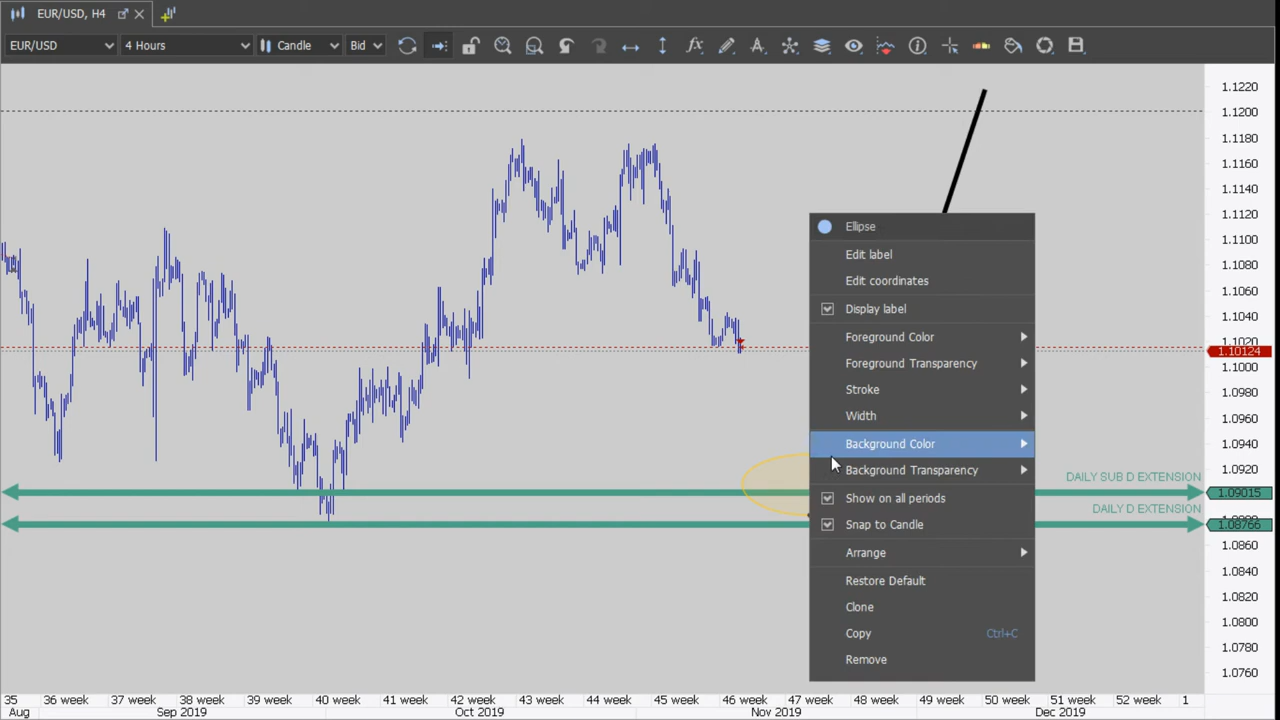 EUR/USD, H4
EUR/USD 4 Hours Candle Bid
1.1220
1.1200
1.1180
1.1160
1.1140
1.1120
1.1100
1.1080
1.1060
1.1040
1.1020
1.10124
1.1000
1.0980
1.0960
1.0940
1.0920
1.09015
1.08766
1.0860
1.0840
1.0820
1.0800
1.0780
1.0760
Ellipse
Edit label
Edit coordinates
Display label
Foreground Color
Foreground Transparency
Stroke
Width
Background Color
Background Transparency
Show on all periods
Snap to Candle
Arrange
Restore Default
Clone
Copy Ctrl+C
Remove
DAILY SUB D EXTENSION
DAILY D EXTENSION
35 36 week 37 week 38 week 39 week 40 week 41 week 42 week 43 week 44 week 45 week 46 week 47 week 48 week 49 week 50 week 51 week 52 week 1
Aug Sep 2019 Oct 2019 Nov 2019 Dec 2019